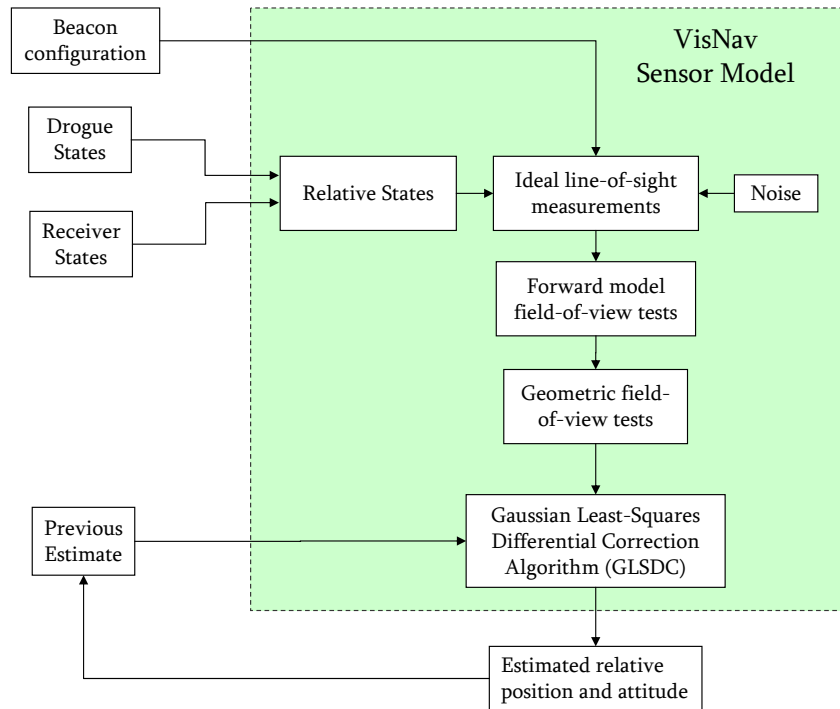 Beacon
configuration
VisNav
Sensor Model
Drogue
States
Relative States
Ideal line-of-sight
measurements
Noise
Receiver
States
Forward model
field-of-view tests
Geometric field-
of-view tests
Previous
Estimate
Gaussian Least-Squares
Differential Correction
Algorithm (GLSDC)
Estimated relative
position and attitude